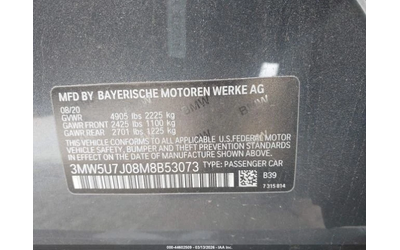 MFD BY BAYERISCHE MOTOREN WERKE AG
08/20
GVWR 4905 lbs 2225 kg
GAWR FRONT 2425 lbs 1100 kg
GAWR REAR 2701 lbs 1225 kg
THIS VEHICLE CONFORMS TO ALL APPLICABLE U.S. FEDERAL MOTOR
VEHICLE SAFETY, BUMPER, AND THEFT PREVENTION STANDARDS
IN EFFECT ON THE DATE OF MANUFACTURE SHOWN ABOVE.
3MW5U7J08M8B53073 TYPE: PASSENGER CAR
B39
7 315 814